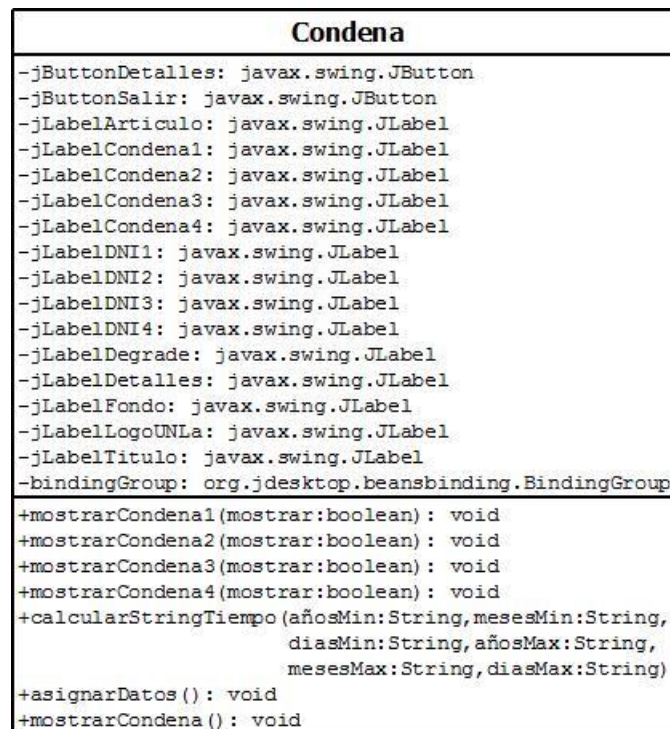 Condena
-jButtonDetalles: javax.swing.JButton
-jButtonSalir: javax.swing.JButton
-jLabelArticulo: javax.swing.JLabel
-jLabelCondena1: javax.swing.JLabel
-jLabelCondena2: javax.swing.JLabel
-jLabelCondena3: javax.swing.JLabel
-jLabelCondena4: javax.swing.JLabel
-jLabelDNI1: javax.swing.JLabel
-jLabelDNI2: javax.swing.JLabel
-jLabelDNI3: javax.swing.JLabel
-jLabelDNI4: javax.swing.JLabel
-jLabelDegrade: javax.swing.JLabel
-jLabelDetalles: javax.swing.JLabel
-jLabelFondo: javax.swing.JLabel
-jLabelLogoUNLa: javax.swing.JLabel
-jLabelTitulo: javax.swing.JLabel
-bindingGroup: org.jdesktop.beansbinding.BindingGroup
+mostrarCondena1(mostrar:boolean): void
+mostrarCondena2(mostrar:boolean): void
+mostrarCondena3(mostrar:boolean): void
+mostrarCondena4(mostrar:boolean): void
+calcularStringTiempo(añosMin:String,mesesMin:String,
diasMin:String,añosMax:String,
mesesMax:String,diasMax:String)
+asignarDatos(): void
+mostrarCondena(): void